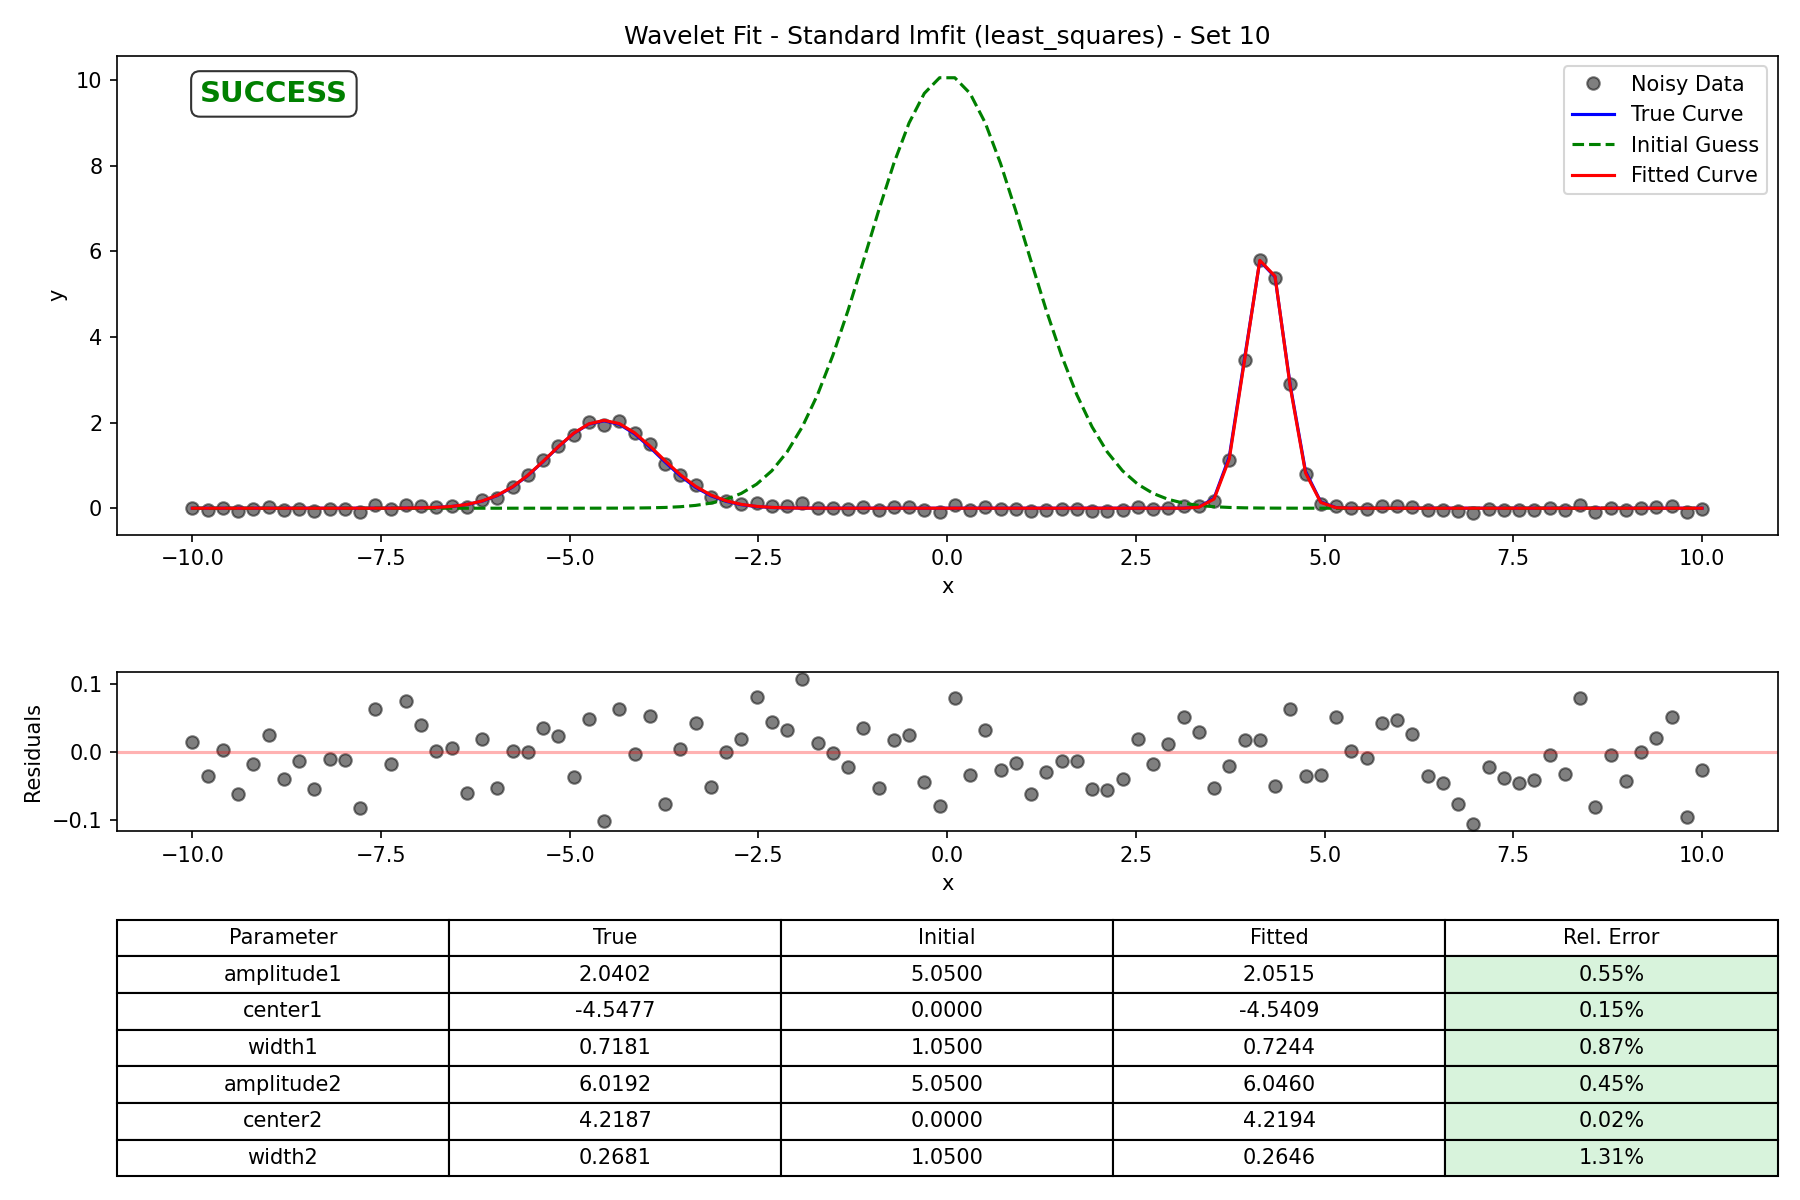 Wavelet Fit - Standard lmfit (least_squares) - Set 10
SUCCESS
Noisy Data
True Curve
Initial Guess
Fitted Curve
y
10
8
6
4
2
0
−10.0 −7.5 −5.0 −2.5 0.0 2.5 5.0 7.5 10.0
x
Residuals
0.1
0.0
−0.1
−10.0 −7.5 −5.0 −2.5 0.0 2.5 5.0 7.5 10.0
x
Parameter True Initial Fitted Rel. Error
amplitude1 2.0402 5.0500 2.0515 0.55%
center1 -4.5477 0.0000 -4.5409 0.15%
width1 0.7181 1.0500 0.7244 0.87%
amplitude2 6.0192 5.0500 6.0460 0.45%
center2 4.2187 0.0000 4.2194 0.02%
width2 0.2681 1.0500 0.2646 1.31%